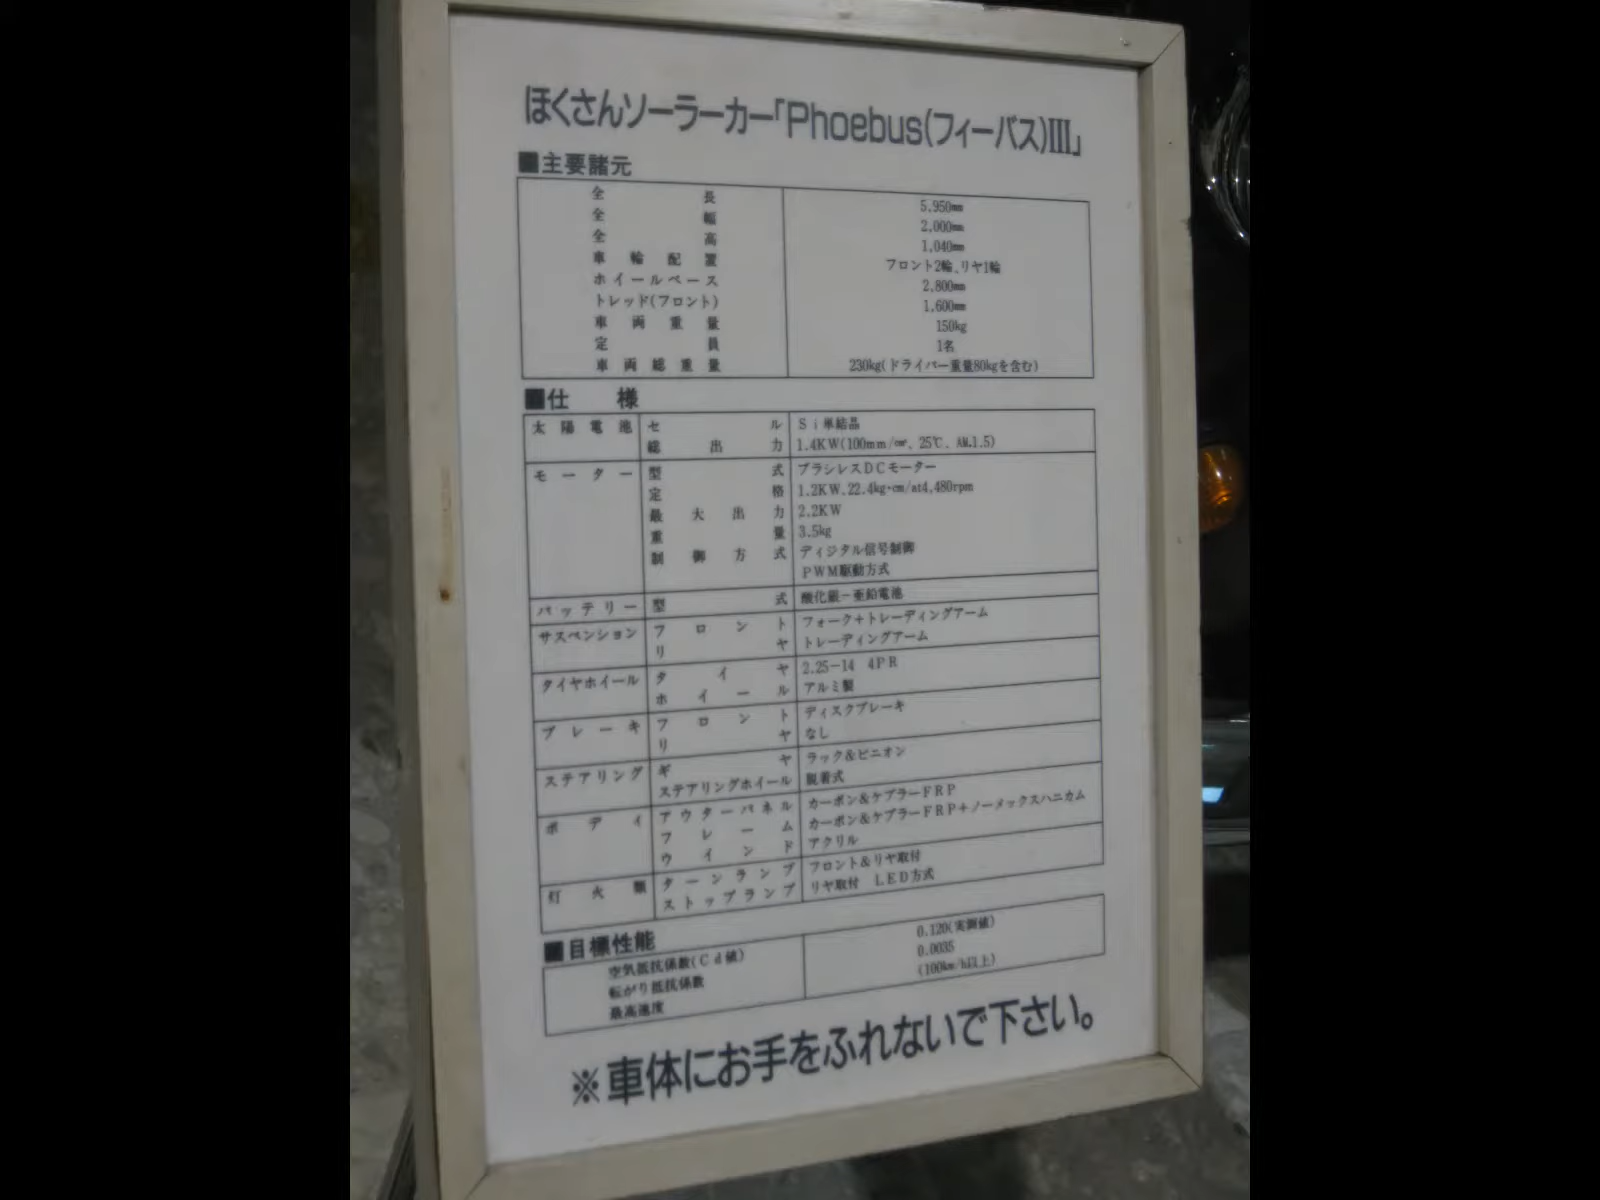 ほくさんソーラーカー「Phoebus(フィーバス)III」
■主要諸元
全長 5,950mm
全幅 2,000mm
全高 1,040mm
車輪配置 フロント2輪、リヤ1輪
ホイールベース 2,800mm
トレッド(フロント) 1,600mm
車両重量 150kg
定員 1名
車両総重量 230kg(ドライバー重量80kgを含む)
■仕様
太陽電池 セル Si単結晶
総出力 1.4KW(100mm/c㎡、25℃、AM.1.5)
モーター 型式 ブラシレスDCモーター
定格 1.2KW、22.4kg・cm/at4,480rpm
最大出力 2.2KW
重量 3.5kg
制御方式 ディジタル信号制御
PWM駆動方式
バッテリー 型式 酸化銀－亜鉛電池
サスペンション フロント フォーク+トレーディングアーム
リヤ トレーディングアーム
タイヤホイール タイヤ 2.25－14 4PR
ホイール アルミ製
ブレーキ フロント ディスクブレーキ
リヤ なし
ステアリング ギヤ ラック&ピニオン
ステアリングホイール 脱着式
ボディ アウターパネル カーボン&ケブラーFRP
フレーム カーボン&ケブラーFRP+ノーメックスハニカム
ウインド アクリル
灯火類 ターンランプ フロント&リヤ取付
ストップランプ リヤ取付 LED方式
■目標性能
空気抵抗係数(Cd値) 0.120(実測値)
転がり抵抗係数 0.0035
最高速度 (100km/h以上)
※車体にお手をふれないで下さい。